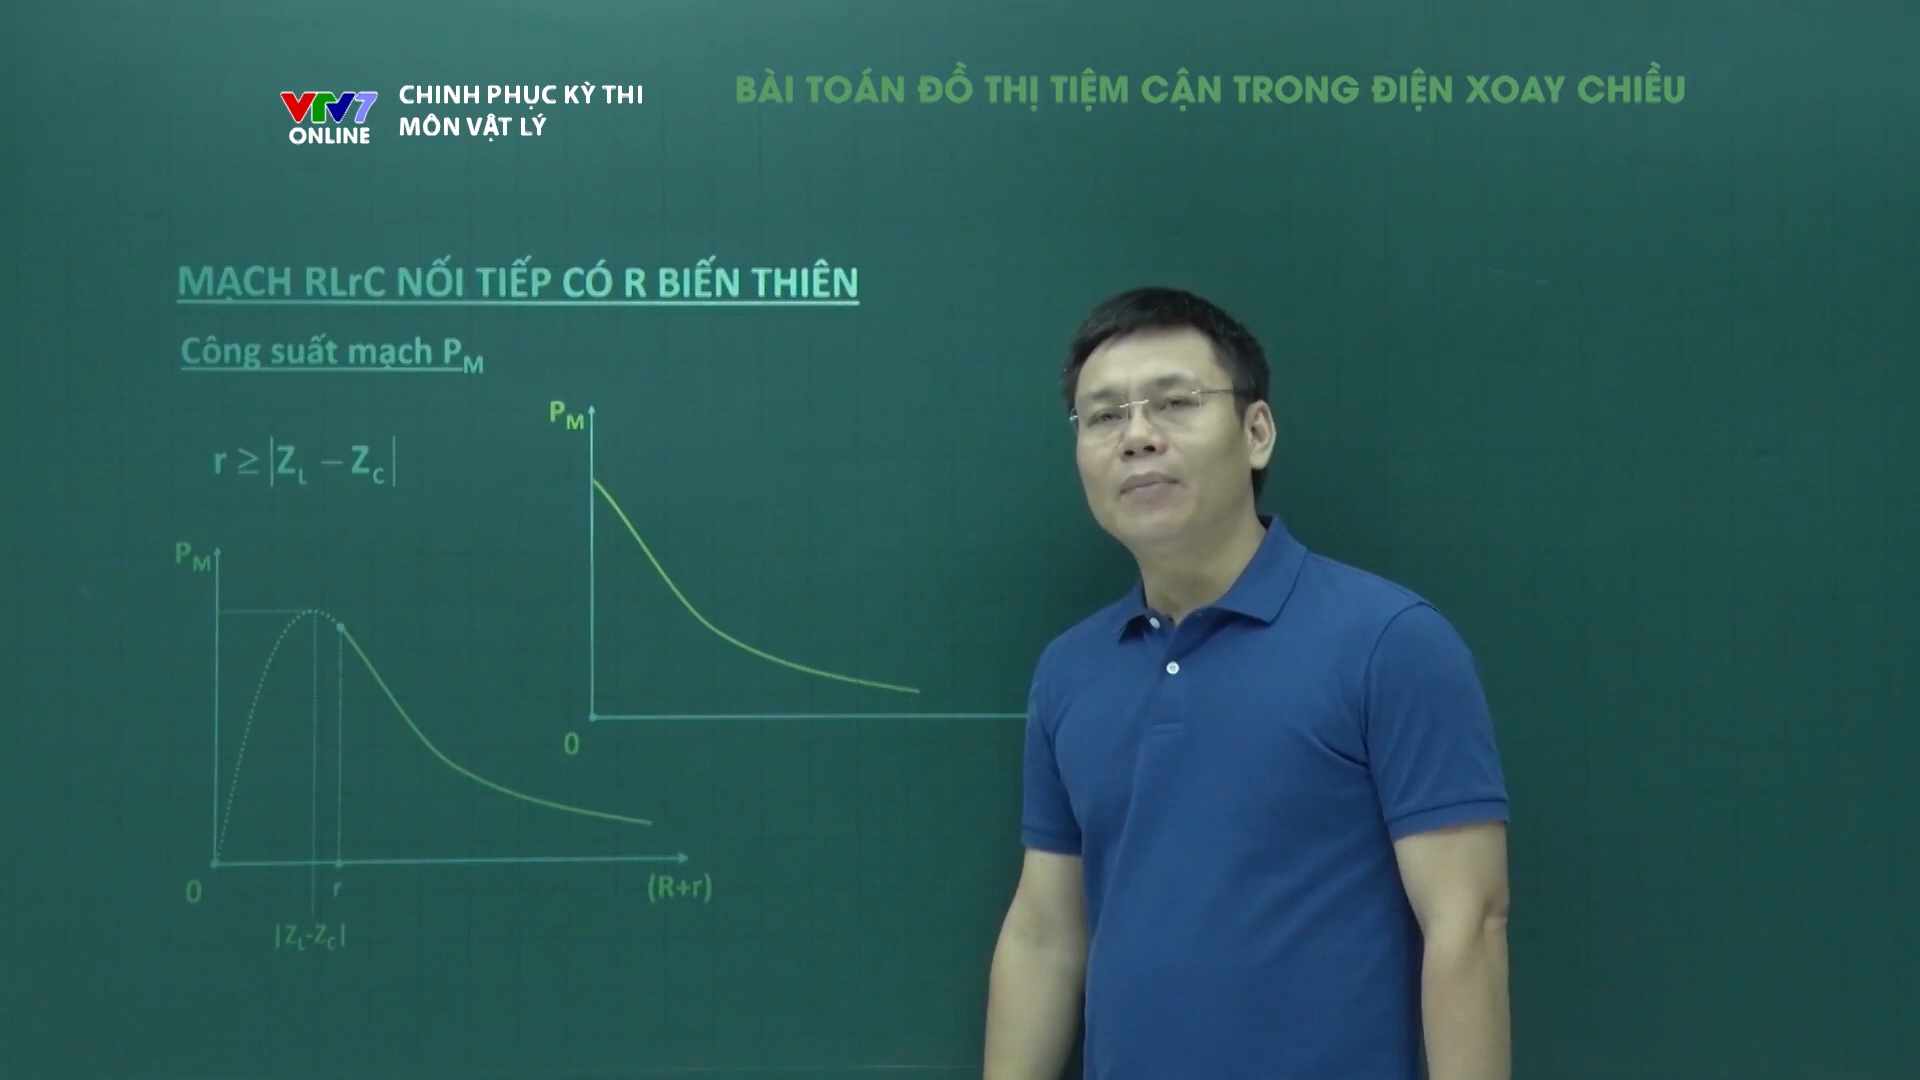 VTV7
ONLINE
CHINH PHỤC KỲ THI
MÔN VẬT LÝ
BÀI TOÁN ĐỒ THỊ TIỆM CẬN TRONG ĐIỆN XOAY CHIỀU
MẠCH RLrC NỐI TIẾP CÓ R BIẾN THIÊN
Công suất mạch P_M
r ≥ |Z_L − Z_C|
P_M
0
P_M
0
r
(R+r)
|Z_L-Z_C|